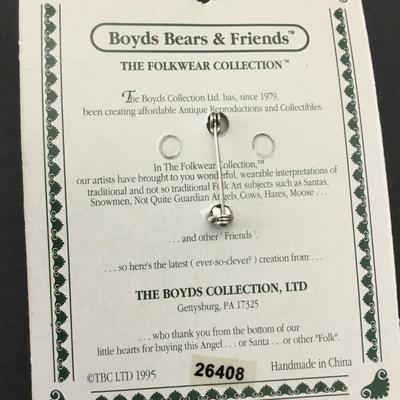 Boyds Bears & Friends™
THE FOLKWEAR COLLECTION™
The Boyds Collection Ltd. has, since 1979,
been creating affordable Antique Reproductions and Collectibles.
In The Folkwear Collection,™
our artists have brought to you wonderful, wearable interpretations of
traditional and not so traditional Folk Art subjects such as Santas,
Snowmen, Not Quite Guardian Angels, Cows, Hares, Moose . . .
. . . and other ' Friends '.
. . . so here's the latest ( ever-so-clever? ) creation from . . .
THE BOYDS COLLECTION, LTD
Gettysburg, PA 17325
. . . who thank you from the bottom of our
little hearts for buying this Angel . . . or Santa . . . or other "Folk".
©TBC LTD 1995 26408 Handmade in China